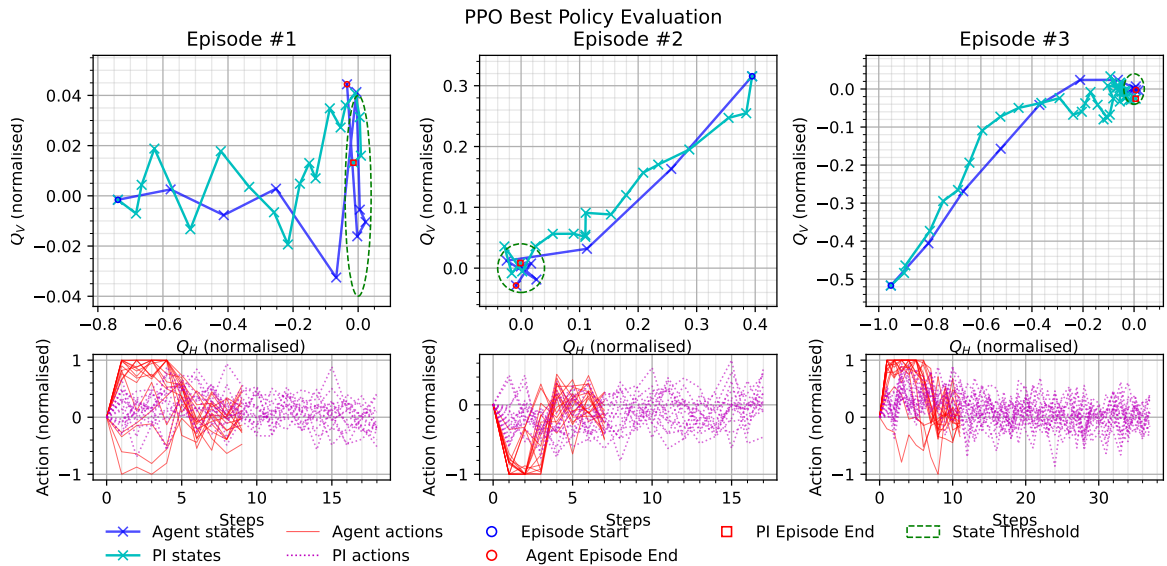 PPO Best Policy Evaluation
Episode #1
Episode #2
Episode #3
Q_V (normalised)
0.04
0.02
0.00
−0.02
−0.04
−0.8
−0.6
−0.4
−0.2
0.0
Q_H (normalised)
Q_V (normalised)
0.3
0.2
0.1
0.0
0.0
0.1
0.2
0.3
0.4
Q_H (normalised)
Q_V (normalised)
0.0
−0.1
−0.2
−0.3
−0.4
−0.5
−1.0
−0.8
−0.6
−0.4
−0.2
0.0
Q_H (normalised)
Action (normalised)
1
0
−1
0
5
10
15
Steps
Action (normalised)
1
0
−1
0
5
10
15
Steps
Action (normalised)
1
0
−1
0
10
20
30
Steps
Agent states
PI states
Agent actions
PI actions
Episode Start
Agent Episode End
PI Episode End
State Threshold